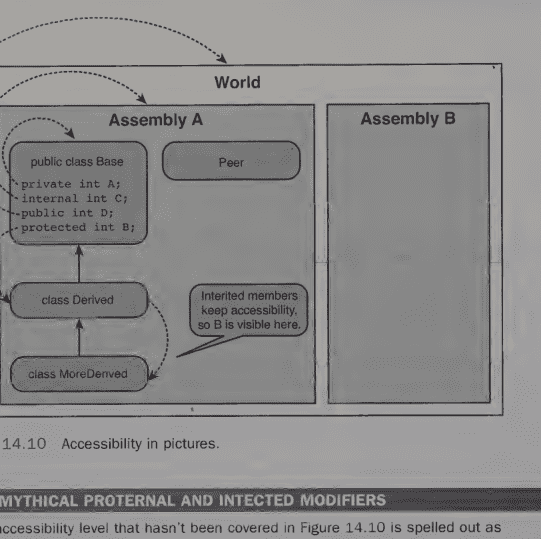 World
Assembly A
Assembly B
public class Base
private int A;
internal int C;
public int D;
protected int B;
Peer
class Derived
Interited members
keep accessibility,
so B is visible here.
class MoreDerived
14.10 Accessibility in pictures.
MYTHICAL PROTERNAL AND INTECTED MODIFIERS
accessibility level that hasn't been covered in Figure 14.10 is spelled out as